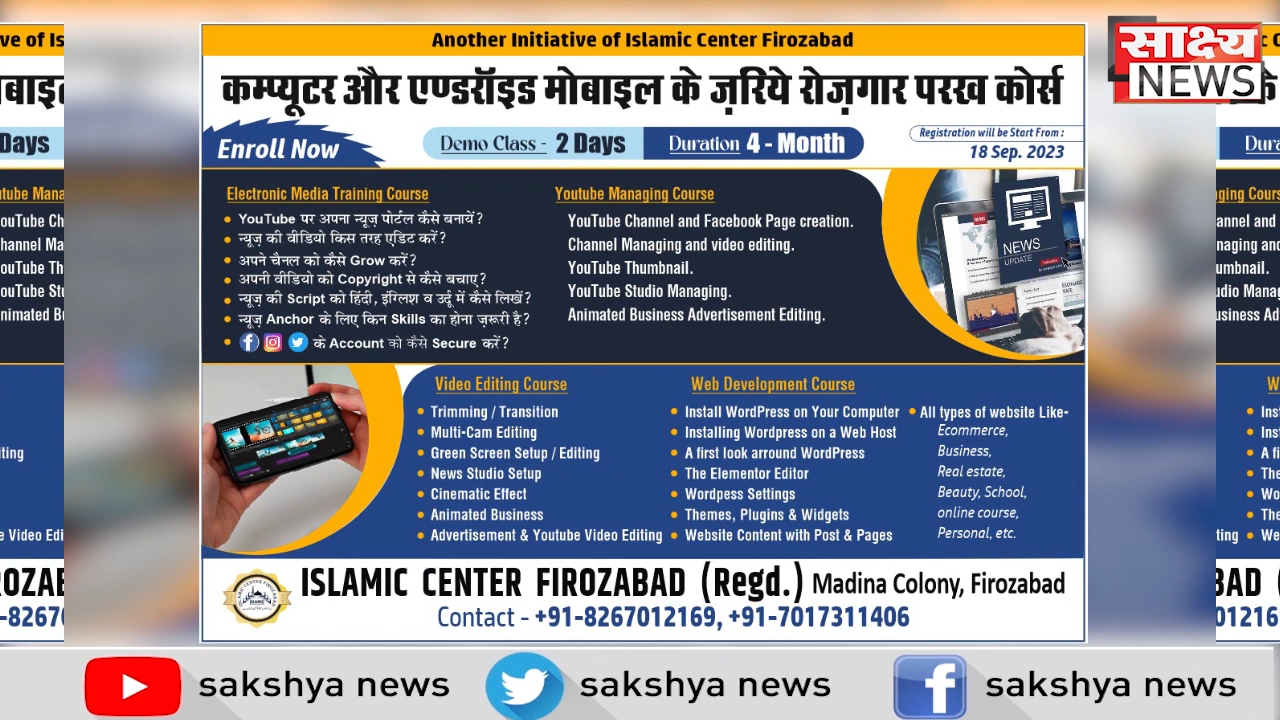 Another Initiative of Islamic Center Firozabad
साक्ष्य
NEWS
कम्प्यूटर और एण्डरॉइड मोबाइल के ज़रिये रोज़गार परख कोर्स
Enroll Now
Demo Class - 2 Days
Duration 4 - Month
Registration will be Start From :
18 Sep. 2023
Electronic Media Training Course
YouTube पर अपना न्यूज़ पोर्टल कैसे बनायें?
न्यूज़ की वीडियो किस तरह एडिट करें?
अपने चैनल को कैसे Grow करें?
अपनी वीडियो को Copyright से कैसे बचाए?
न्यूज़ की Script को हिंदी, इंग्लिश व उर्दू में कैसे लिखें?
न्यूज़ Anchor के लिए किन Skills का होना ज़रूरी है?
के Account को कैसे Secure करें?
Youtube Managing Course
YouTube Channel and Facebook Page creation.
Channel Managing and video editing.
YouTube Thumbnail.
YouTube Studio Managing.
Animated Business Advertisement Editing.
NEWS
UPDATE
Video Editing Course
Trimming / Transition
Multi-Cam Editing
Green Screen Setup / Editing
News Studio Setup
Cinematic Effect
Animated Business
Advertisement & Youtube Video Editing
Web Development Course
Install WordPress on Your Computer
Installing Wordpress on a Web Host
A first look arround WordPress
The Elementor Editor
Wordpess Settings
Themes, Plugins & Widgets
Website Content with Post & Pages
All types of website Like-
Ecommerce,
Business,
Real estate,
Beauty, School,
online course,
Personal, etc.
ISLAMIC CENTER FIROZABAD (Regd.) Madina Colony, Firozabad
Contact - +91-8267012169, +91-7017311406
sakshya news
sakshya news
sakshya news